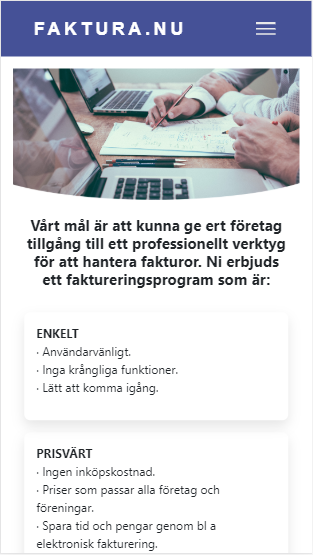 FAKTURA.NU
Vårt mål är att kunna ge ert företag
tillgång till ett professionellt verktyg
för att hantera fakturor. Ni erbjuds
ett faktureringsprogram som är:
ENKELT
· Användarvänligt.
· Inga krångliga funktioner.
· Lätt att komma igång.
PRISVÄRT
· Ingen inköpskostnad.
· Priser som passar alla företag och
föreningar.
· Spara tid och pengar genom bl a
elektronisk fakturering.